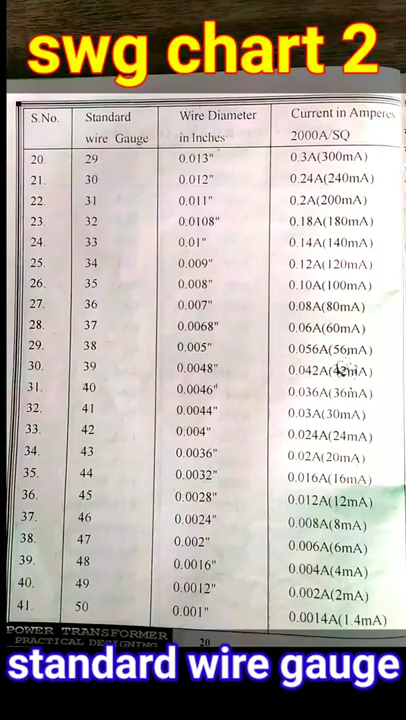 swg chart 2
S.No. Standard wire Gauge Wire Diameter in Inches Current in Amperes 2000A/SQ
20. 29 0.013" 0.3A(300mA)
21. 30 0.012" 0.24A(240mA)
22. 31 0.011" 0.2A(200mA)
23. 32 0.0108" 0.18A(180mA)
24. 33 0.01" 0.14A(140mA)
25. 34 0.009" 0.12A(120mA)
26. 35 0.008" 0.10A(100mA)
27. 36 0.007" 0.08A(80mA)
28. 37 0.0068" 0.06A(60mA)
29. 38 0.005" 0.056A(56mA)
30. 39 0.0048" 0.042A(42mA)
31. 40 0.0046" 0.036A(36mA)
32. 41 0.0044" 0.03A(30mA)
33. 42 0.004" 0.024A(24mA)
34. 43 0.0036" 0.02A(20mA)
35. 44 0.0032" 0.016A(16mA)
36. 45 0.0028" 0.012A(12mA)
37. 46 0.0024" 0.008A(8mA)
38. 47 0.002" 0.006A(6mA)
39. 48 0.0016" 0.004A(4mA)
40. 49 0.0012" 0.002A(2mA)
41. 50 0.001" 0.0014A(1.4mA)
POWER TRANSFORMER
PRACTICAL DESIGNING 20
standard wire gauge